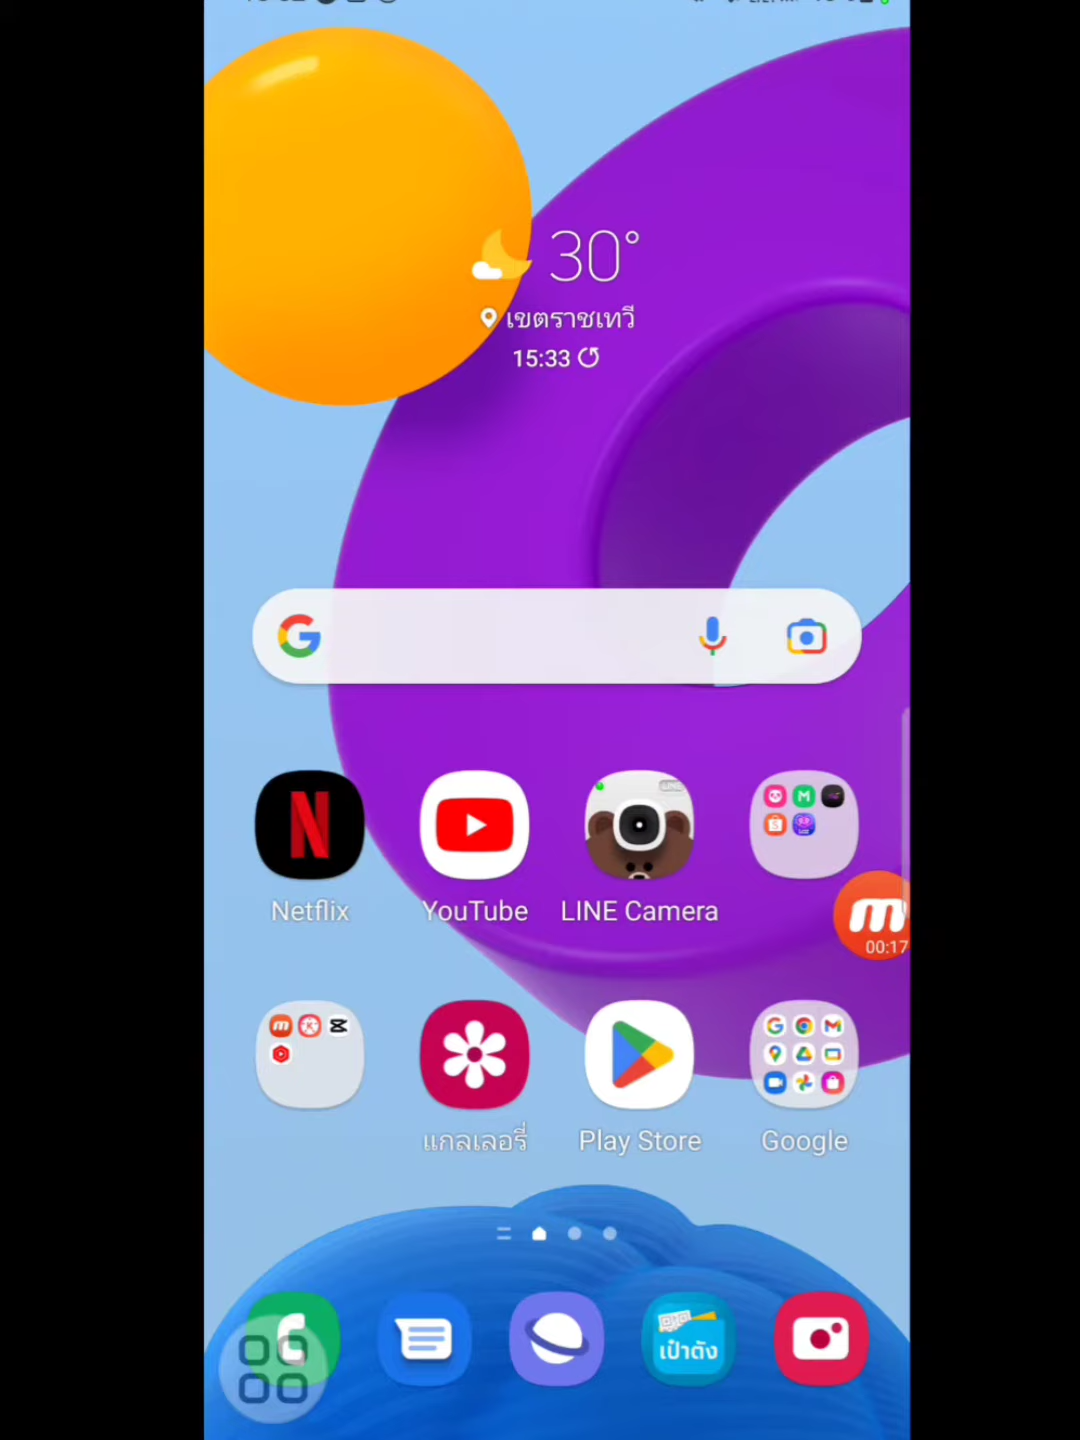 30°
เขตราชเทวี
15:33
Netflix
YouTube
LINE Camera
00:17
แกลเลอรี่
Play Store
Google
เป๋าตัง